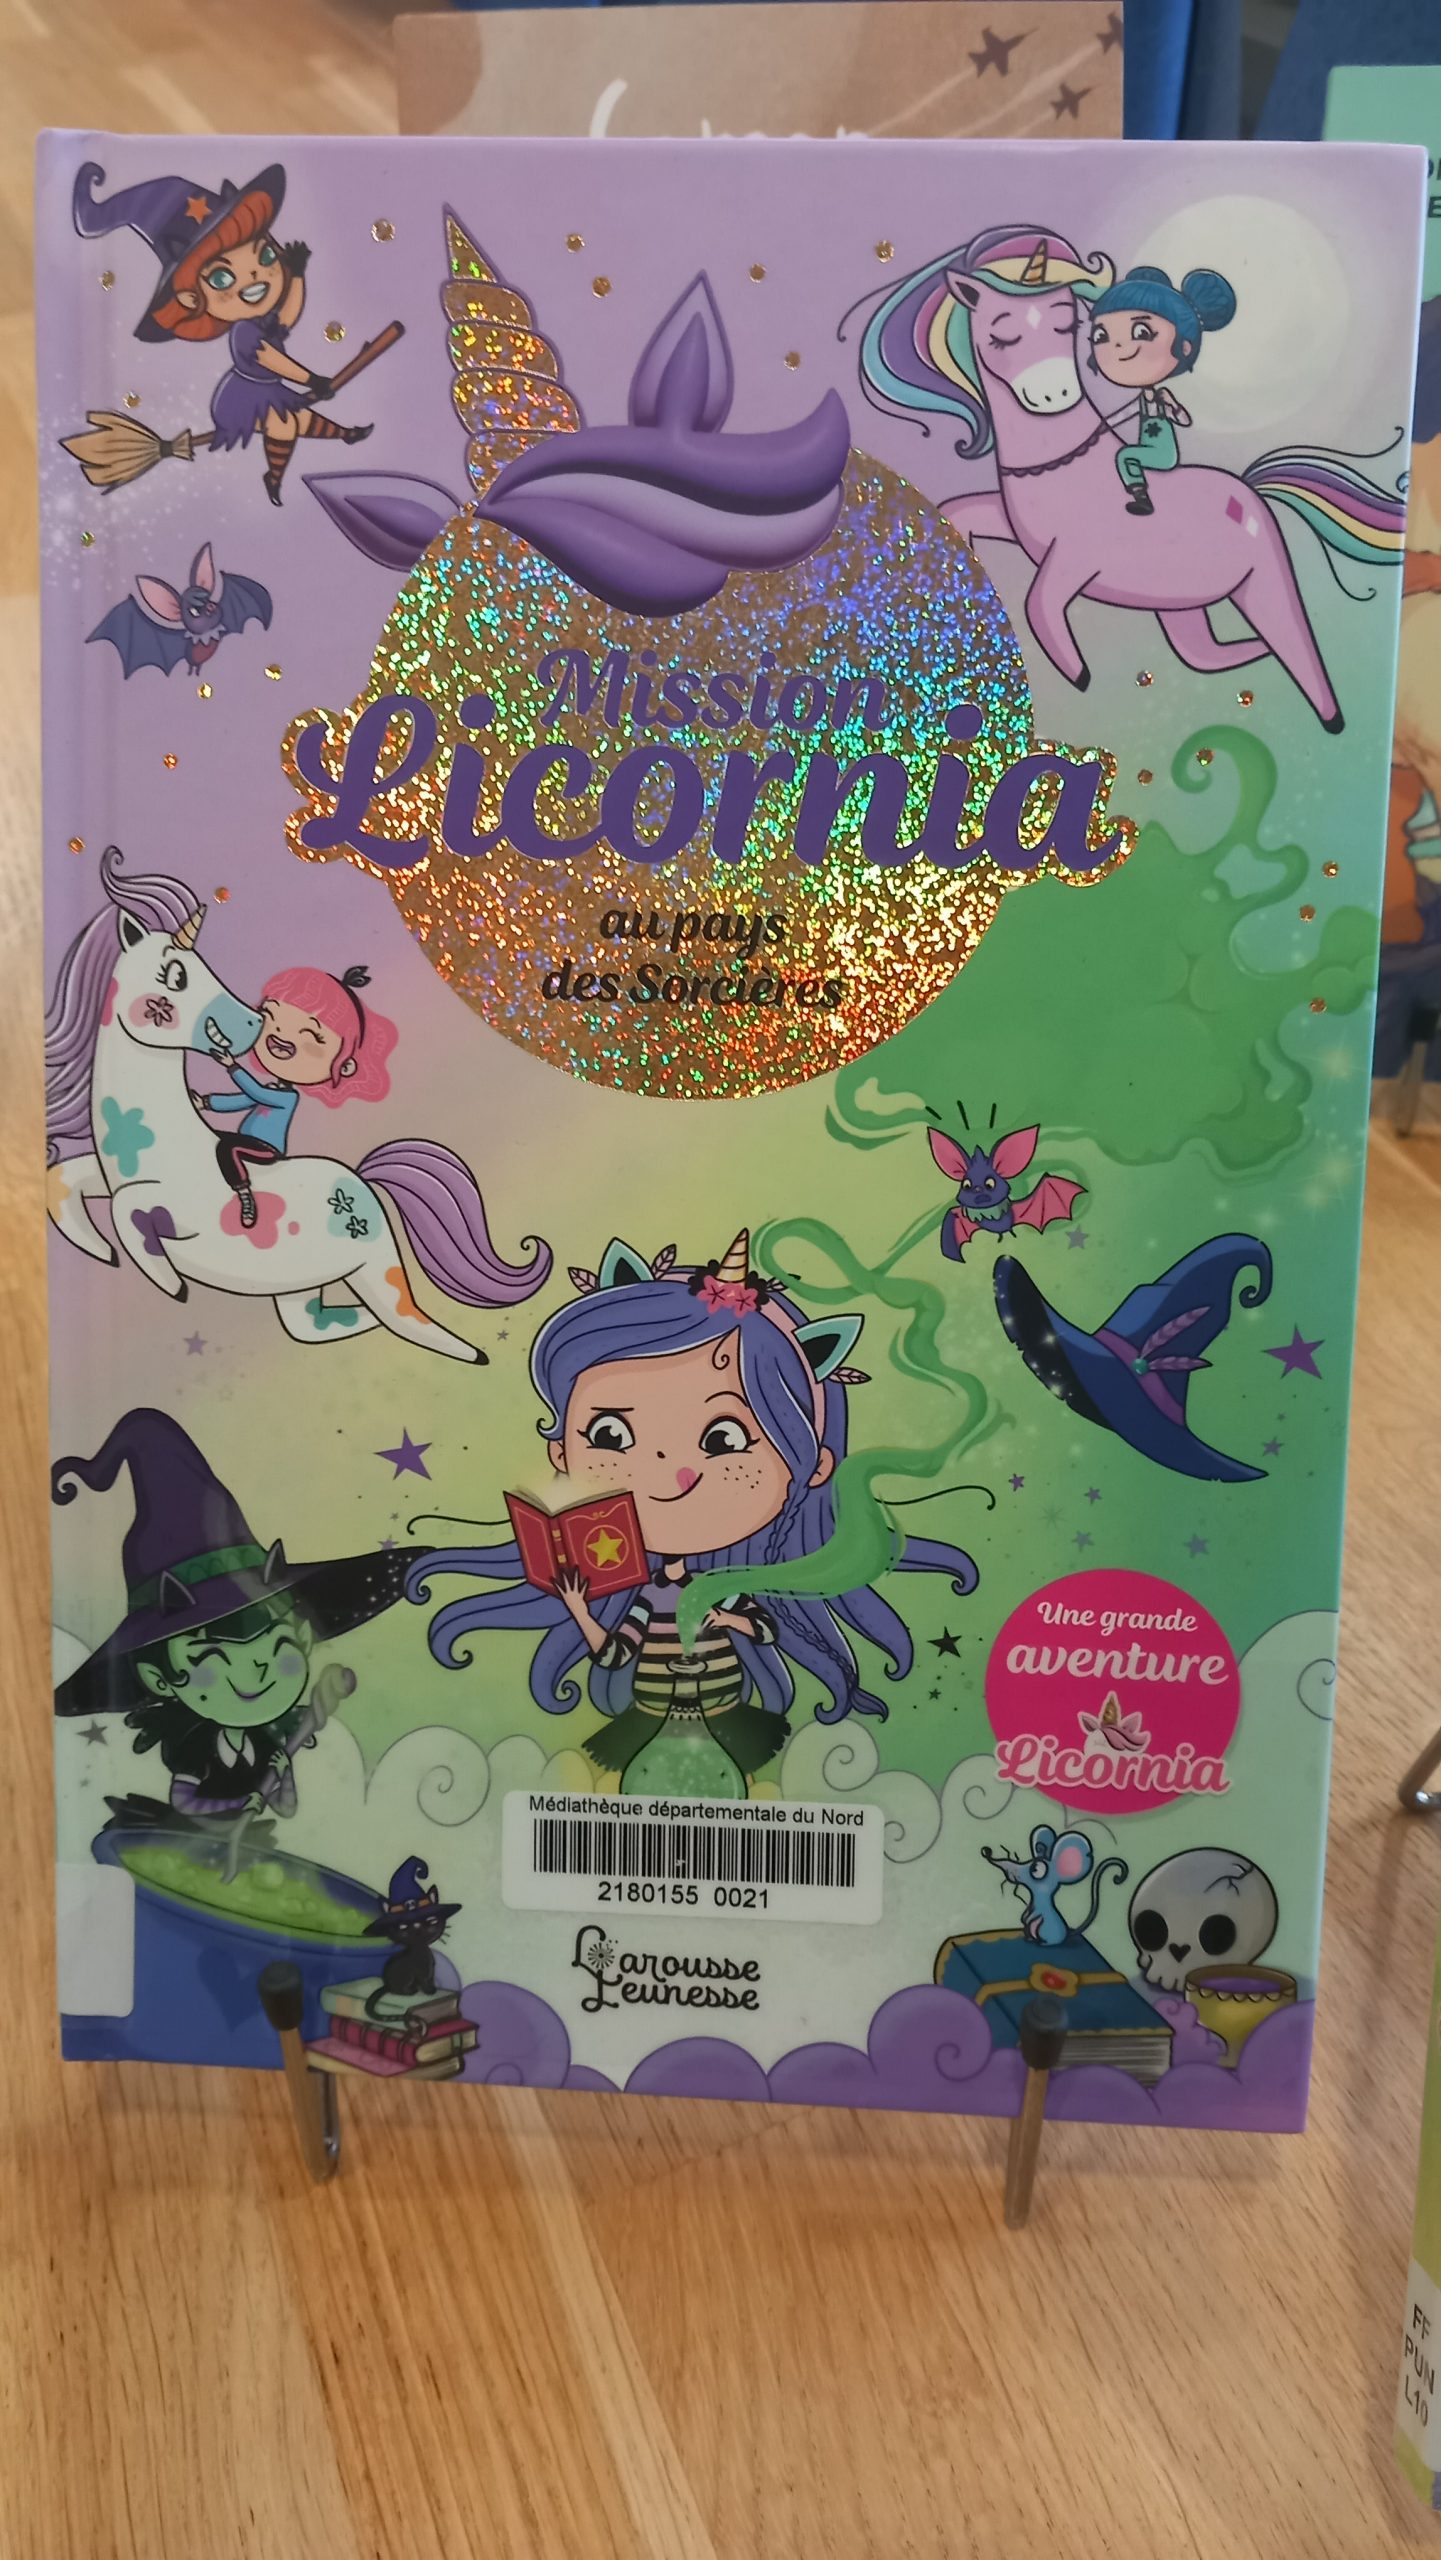 Mission
Licornia
au pays
des Sorcières
Une grande
aventure
Licornia
Médiathèque départementale du Nord
2180155 0021
Larousse
Jeunesse
FF
PUN
L10